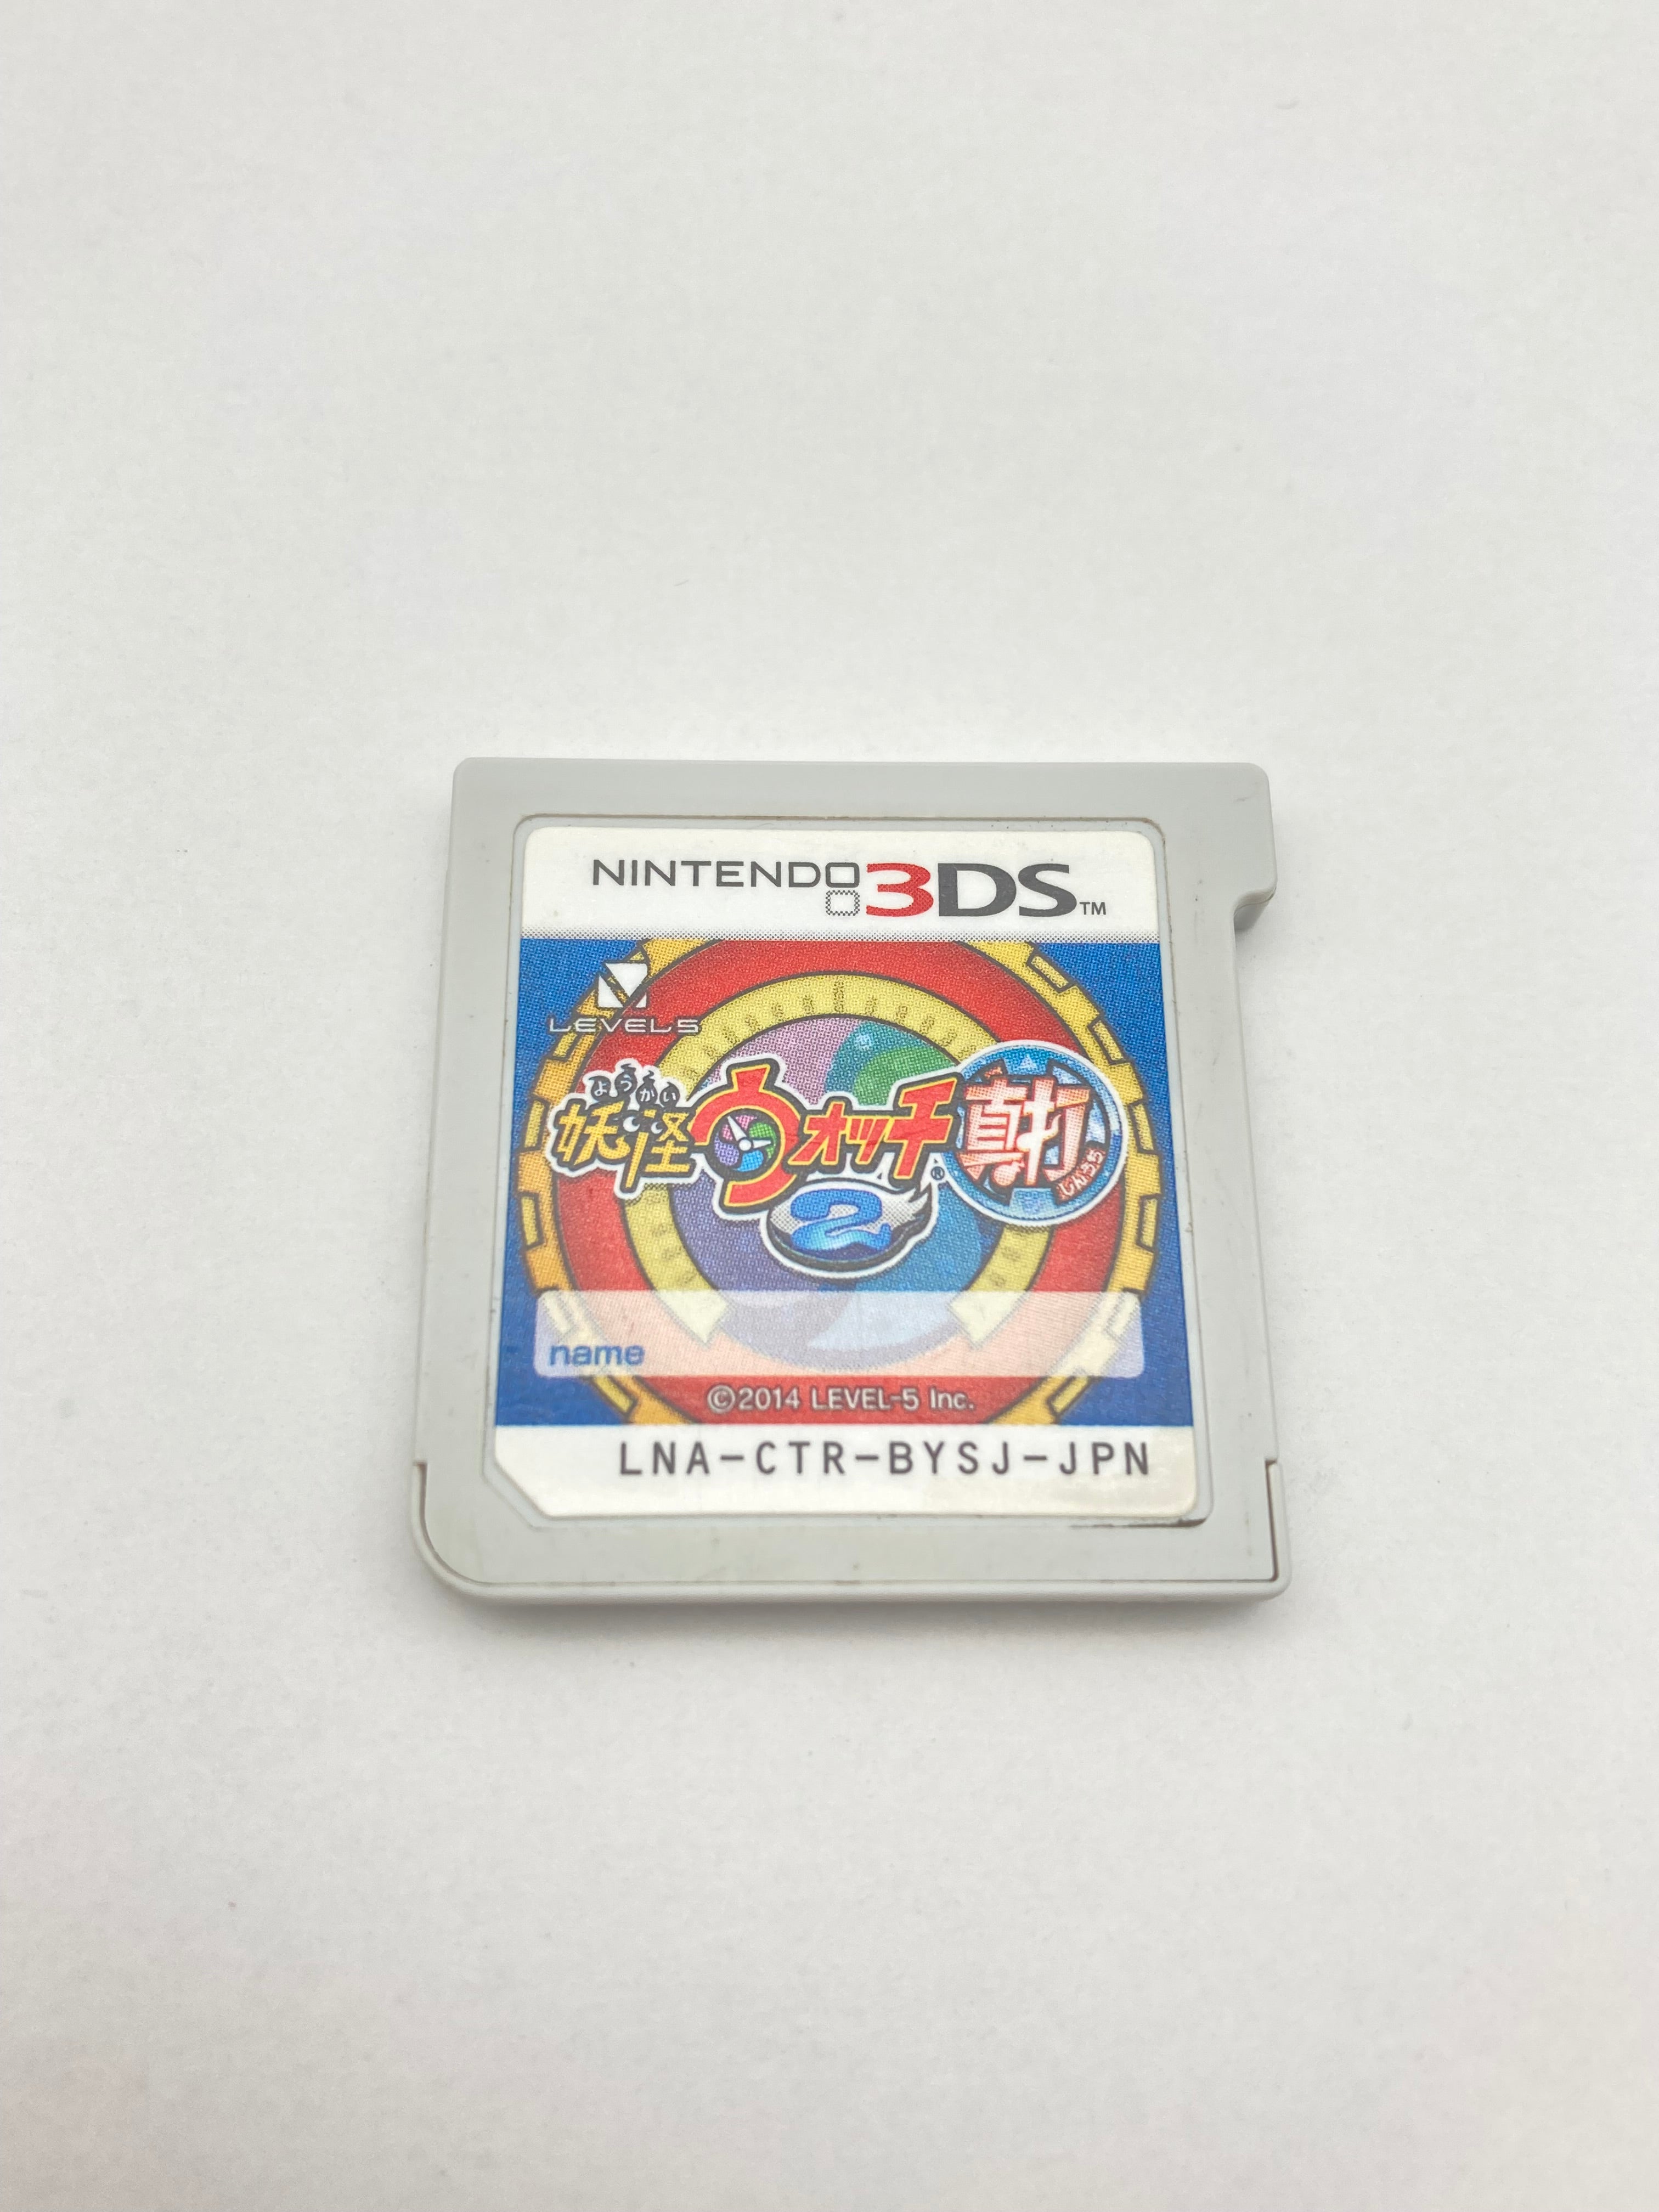 NINTENDO 3DS™
LEVEL5
ようかい
妖怪ウォッチ® 真打
しんうち
2
name
©2014 LEVEL-5 Inc.
LNA-CTR-BYSJ-JPN